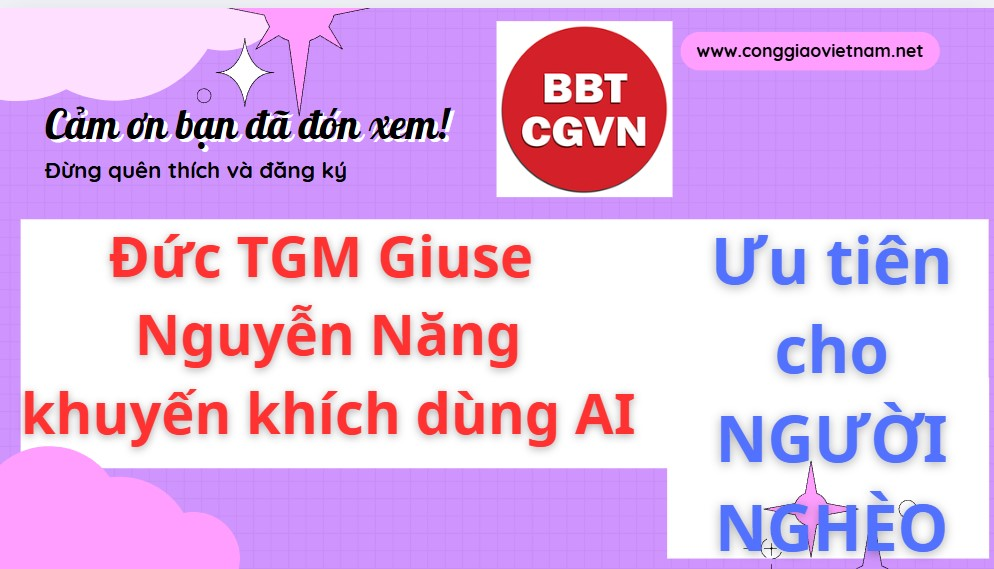 www.conggiaovietnam.net
BBT
CGVN
Cảm ơn bạn đã đón xem!
Đừng quên thích và đăng ký
Đức TGM Giuse
Nguyễn Năng
khuyến khích dùng AI
Ưu tiên
cho
NGƯỜI
NGHÈO